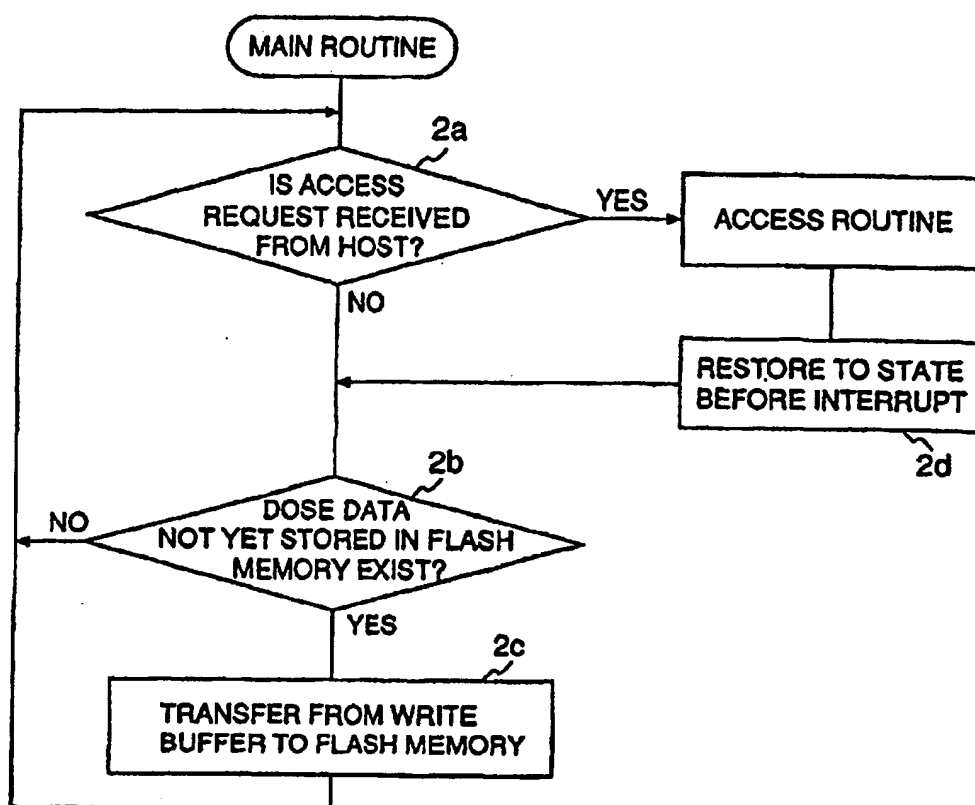 MAIN ROUTINE
2a
IS ACCESS
REQUEST RECEIVED
FROM HOST?
YES
ACCESS ROUTINE
NO
RESTORE TO STATE
BEFORE INTERRUPT
2d
2b
DOSE DATA
NOT YET STORED IN FLASH
MEMORY EXIST?
NO
YES
2c
TRANSFER FROM WRITE
BUFFER TO FLASH MEMORY